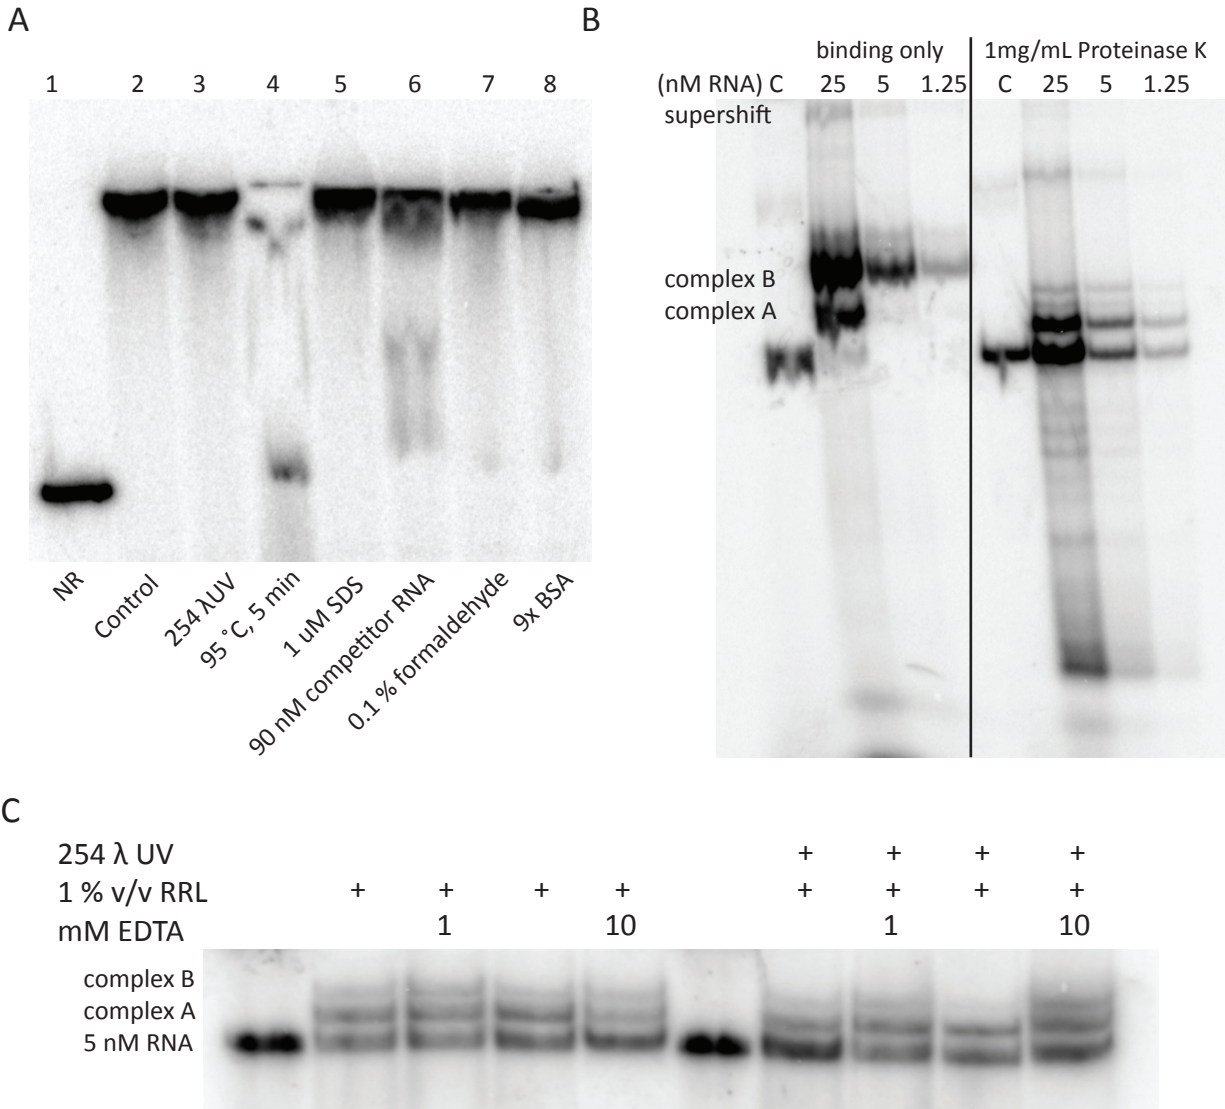 A
1 2 3 4 5 6 7 8
NR
Control
254 λUV
95 ˚C, 5 min
1 uM SDS
90 nM competitor RNA
0.1 % formaldehyde
9x BSA
B
binding only 1mg/mL Proteinase K
(nM RNA) C 25 5 1.25 C 25 5 1.25
supershift
complex B
complex A
C
254 λ UV + + + +
1 % v/v RRL + + + + + + + +
mM EDTA 1 10 1 10
complex B
complex A
5 nM RNA